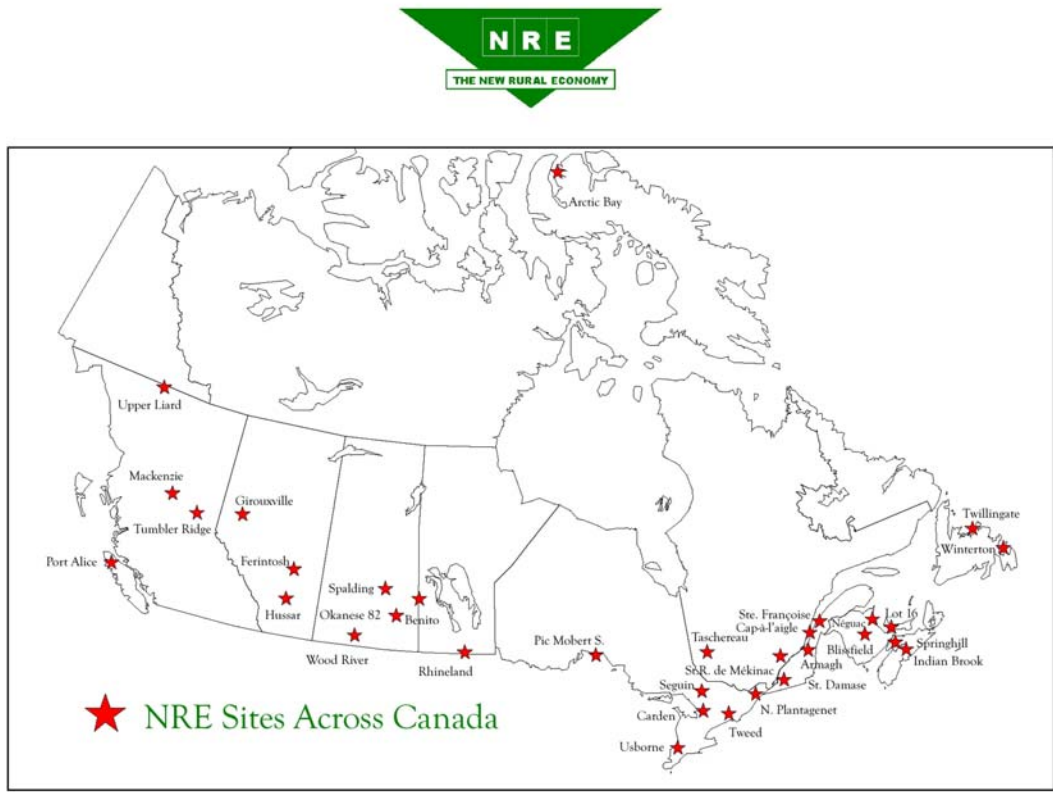 NRE
THE NEW RURAL ECONOMY
Arctic Bay
Upper Liard
Mackenzie
Girouxville
Tumbler Ridge
Twillingate
Winterton
Port Alice
Ferintosh
Spalding
Hussar
Okanese 82
Benito
Wood River
Rhineland
Pic Mobert S.
Taschereau
Ste. Françoise
Cap-à-l'aigle
Néguac
Lot 16
Blissfield
Springhill
Indian Brook
Armagh
St.R. de Mékinac
St. Damase
Seguin
N. Plantagenet
Carden
Tweed
Usborne
NRE Sites Across Canada